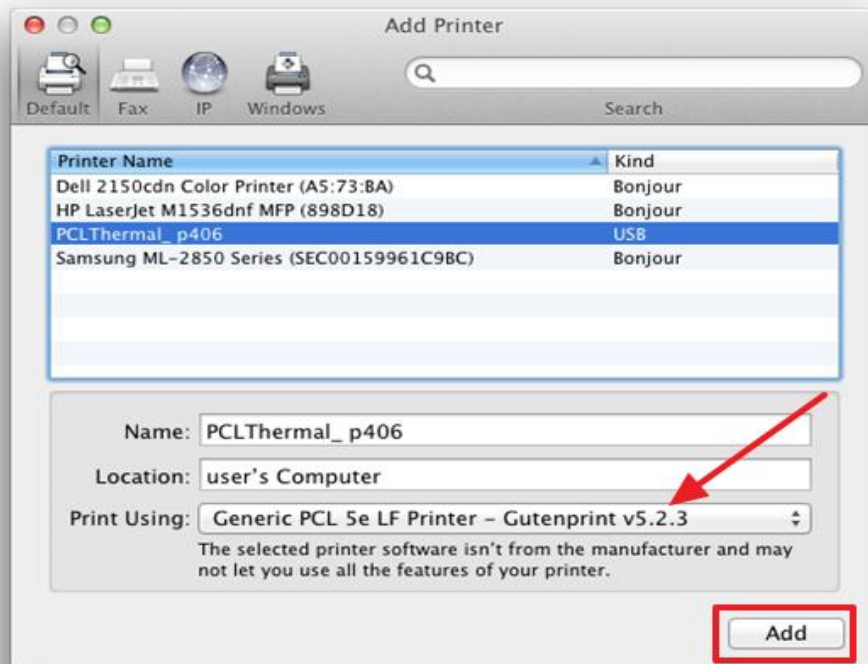 Add Printer
Default Fax IP Windows Search
Printer Name Kind
Dell 2150cdn Color Printer (A5:73:BA) Bonjour
HP LaserJet M1536dnf MFP (898D18) Bonjour
PCLThermal_ p406 USB
Samsung ML-2850 Series (SEC00159961C9BC) Bonjour
Name: PCLThermal_ p406
Location: user's Computer
Print Using: Generic PCL 5e LF Printer – Gutenprint v5.2.3
The selected printer software isn't from the manufacturer and may
not let you use all the features of your printer.
Add